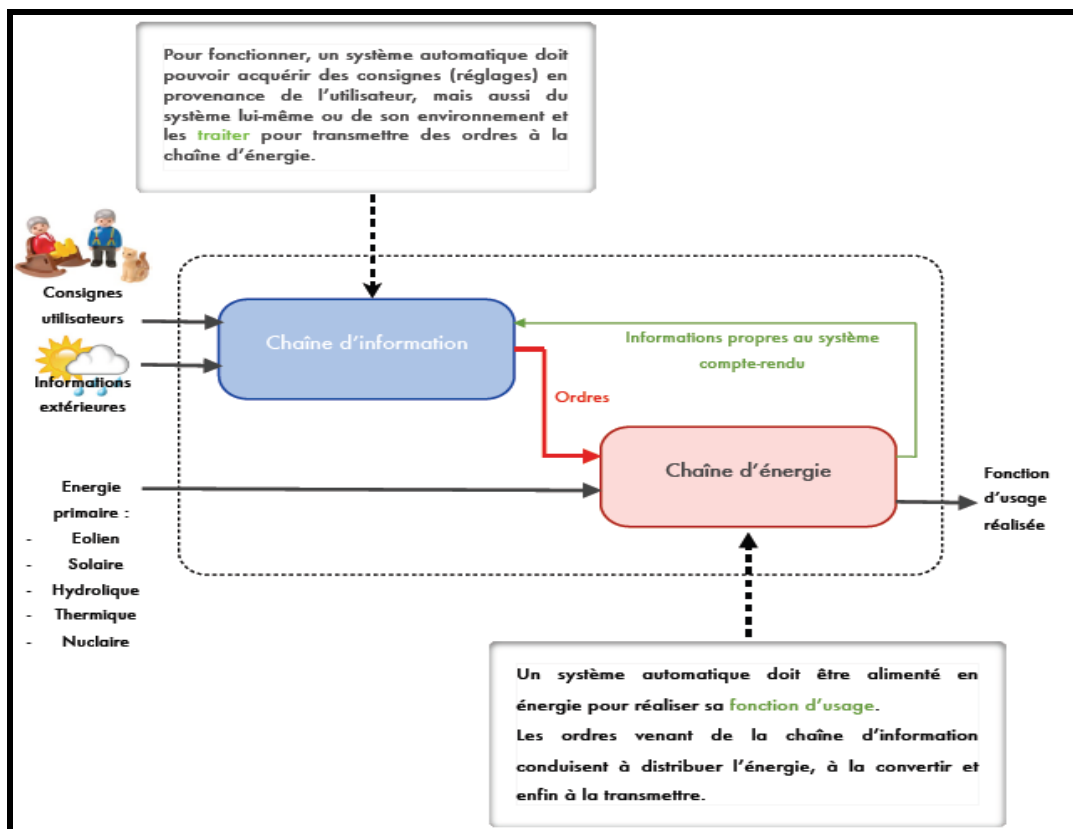 Pour fonctionner, un système automatique doit
pouvoir acquérir des consignes (réglages) en
provenance de l'utilisateur, mais aussi du
système lui-même ou de son environnement et
les traiter pour transmettre des ordres à la
chaîne d'énergie.
Consignes
utilisateurs
Informations
extérieures
Chaîne d'information
Informations propres au système
compte-rendu
Ordres
Chaîne d'énergie
Fonction
d'usage
réalisée
Energie
primaire :
- Eolien
- Solaire
- Hydrolique
- Thermique
- Nuclaire
Un système automatique doit être alimenté en
énergie pour réaliser sa fonction d'usage.
Les ordres venant de la chaîne d'information
conduisent à distribuer l'énergie, à la convertir et
enfin à la transmettre.